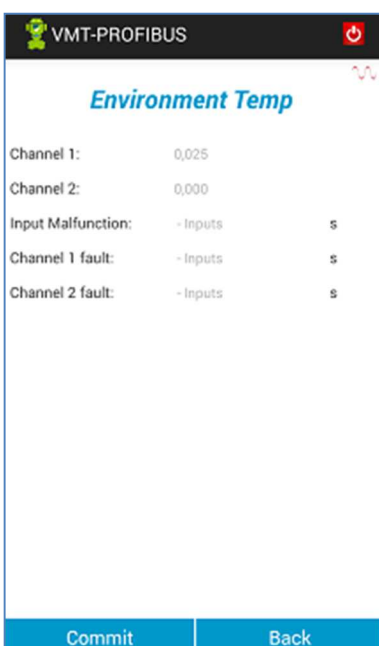 VMT-PROFIBUS
Environment Temp
Channel 1: 0,025
Channel 2: 0,000
Input Malfunction: - Inputs s
Channel 1 fault: - Inputs s
Channel 2 fault: - Inputs s
Commit Back